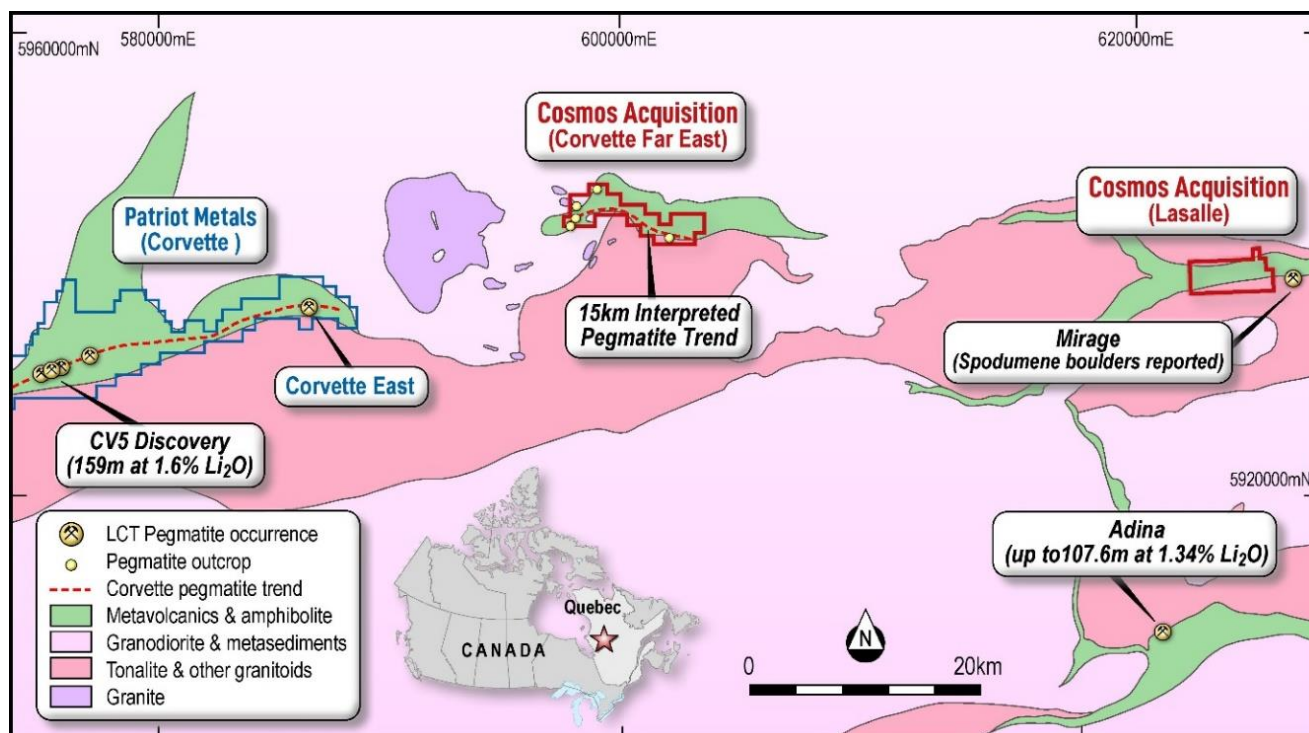 5960000mN
580000mE
600000mE
620000mE
Cosmos Acquisition
(Corvette Far East)
Cosmos Acquisition
(Lasalle)
Patriot Metals
(Corvette )
15km Interpreted
Pegmatite Trend
Mirage
(Spodumene boulders reported)
Corvette East
CV5 Discovery
(159m at 1.6% Li₂O)
5920000mN
Adina
(up to107.6m at 1.34% Li₂O)
LCT Pegmatite occurrence
Pegmatite outcrop
Corvette pegmatite trend
Metavolcanics & amphibolite
Granodiorite & metasediments
Tonalite & other granitoids
Granite
Quebec
CANADA
N
0
20km